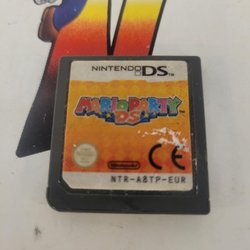 NINTENDO DS
MARIO PARTY
DS
Nintendo
CE
NTR-A8TP-EUR